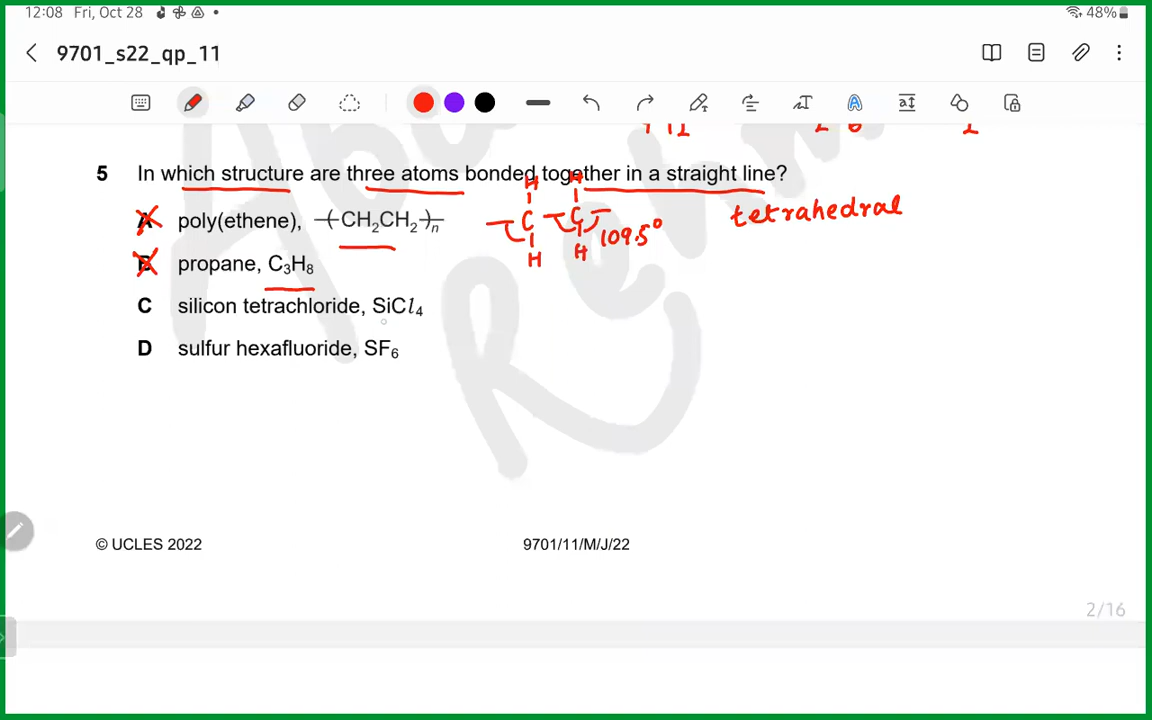 12:08 Fri, Oct 28 48%
9701_s22_qp_11
5 In which structure are three atoms bonded together in a straight line?
A poly(ethene), –(CH₂CH₂)–ₙ
H H
C C 109.5°
H H
tetrahedral
B propane, C₃H₈
C silicon tetrachloride, SiCl₄
D sulfur hexafluoride, SF₆
© UCLES 2022 9701/11/M/J/22
2/16